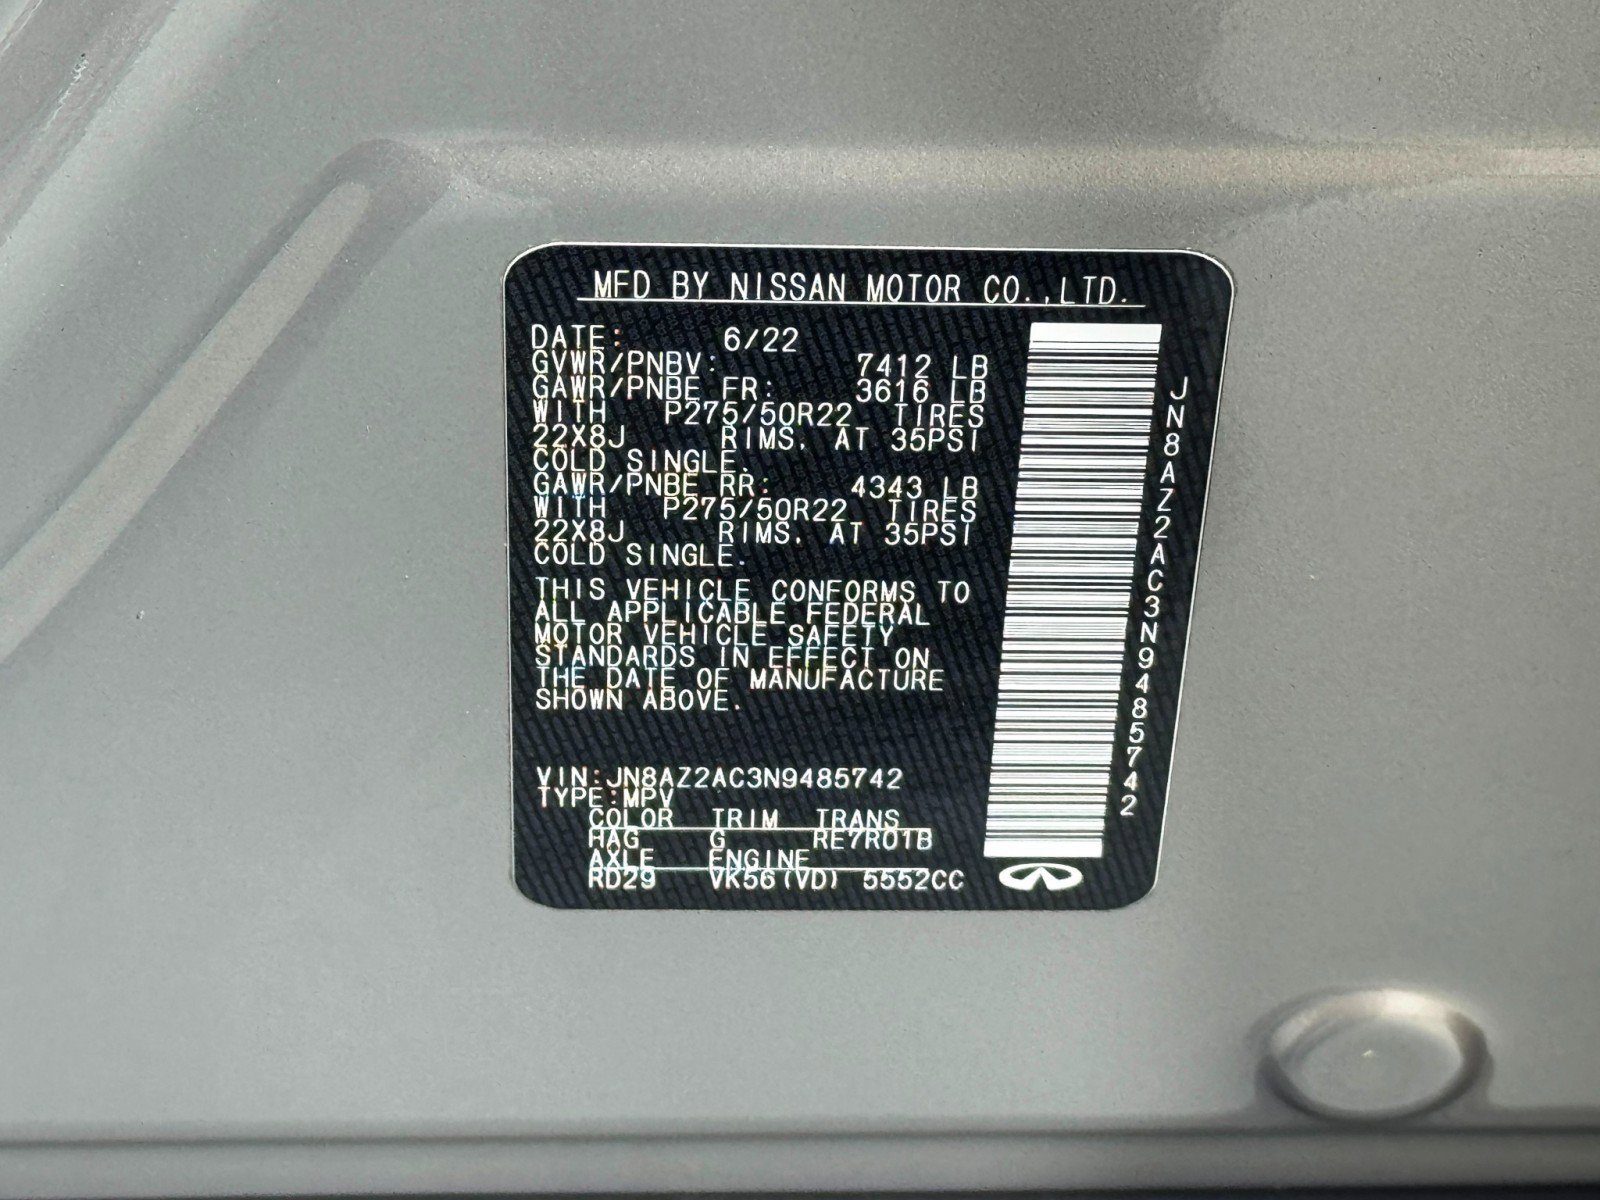 MFD BY NISSAN MOTOR CO.,LTD.
DATE: 6/22
GVWR/PNBV: 7412 LB
GAWR/PNBE FR: 3616 LB
WITH P275/50R22 TIRES
22X8J RIMS, AT 35PSI
COLD SINGLE.
GAWR/PNBE RR: 4343 LB
WITH P275/50R22 TIRES
22X8J RIMS, AT 35PSI
COLD SINGLE.
THIS VEHICLE CONFORMS TO
ALL APPLICABLE FEDERAL
MOTOR VEHICLE SAFETY
STANDARDS IN EFFECT ON
THE DATE OF MANUFACTURE
SHOWN ABOVE.
VIN:JN8AZ2AC3N9485742
TYPE:MPV
COLOR TRIM TRANS
HAG G RE7R01B
AXLE ENGINE
RD29 VK56(VD) 5552CC
JN8AZ2AC3N9485742